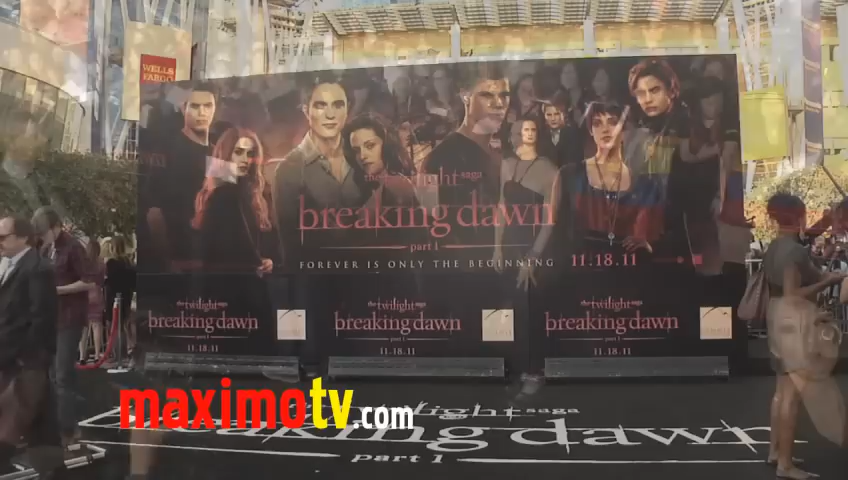 WELLS
FARGO
the twilight saga
breaking dawn
part 1
FOREVER IS ONLY THE BEGINNING 11.18.11
the twilight saga
breaking dawn
part 1
11.18.11
the twilight saga
breaking dawn
part 1
11.18.11
the twilight saga
breaking dawn
part 1
11.18.11
maximotv.com
twilight saga
breaking dawn
part 1